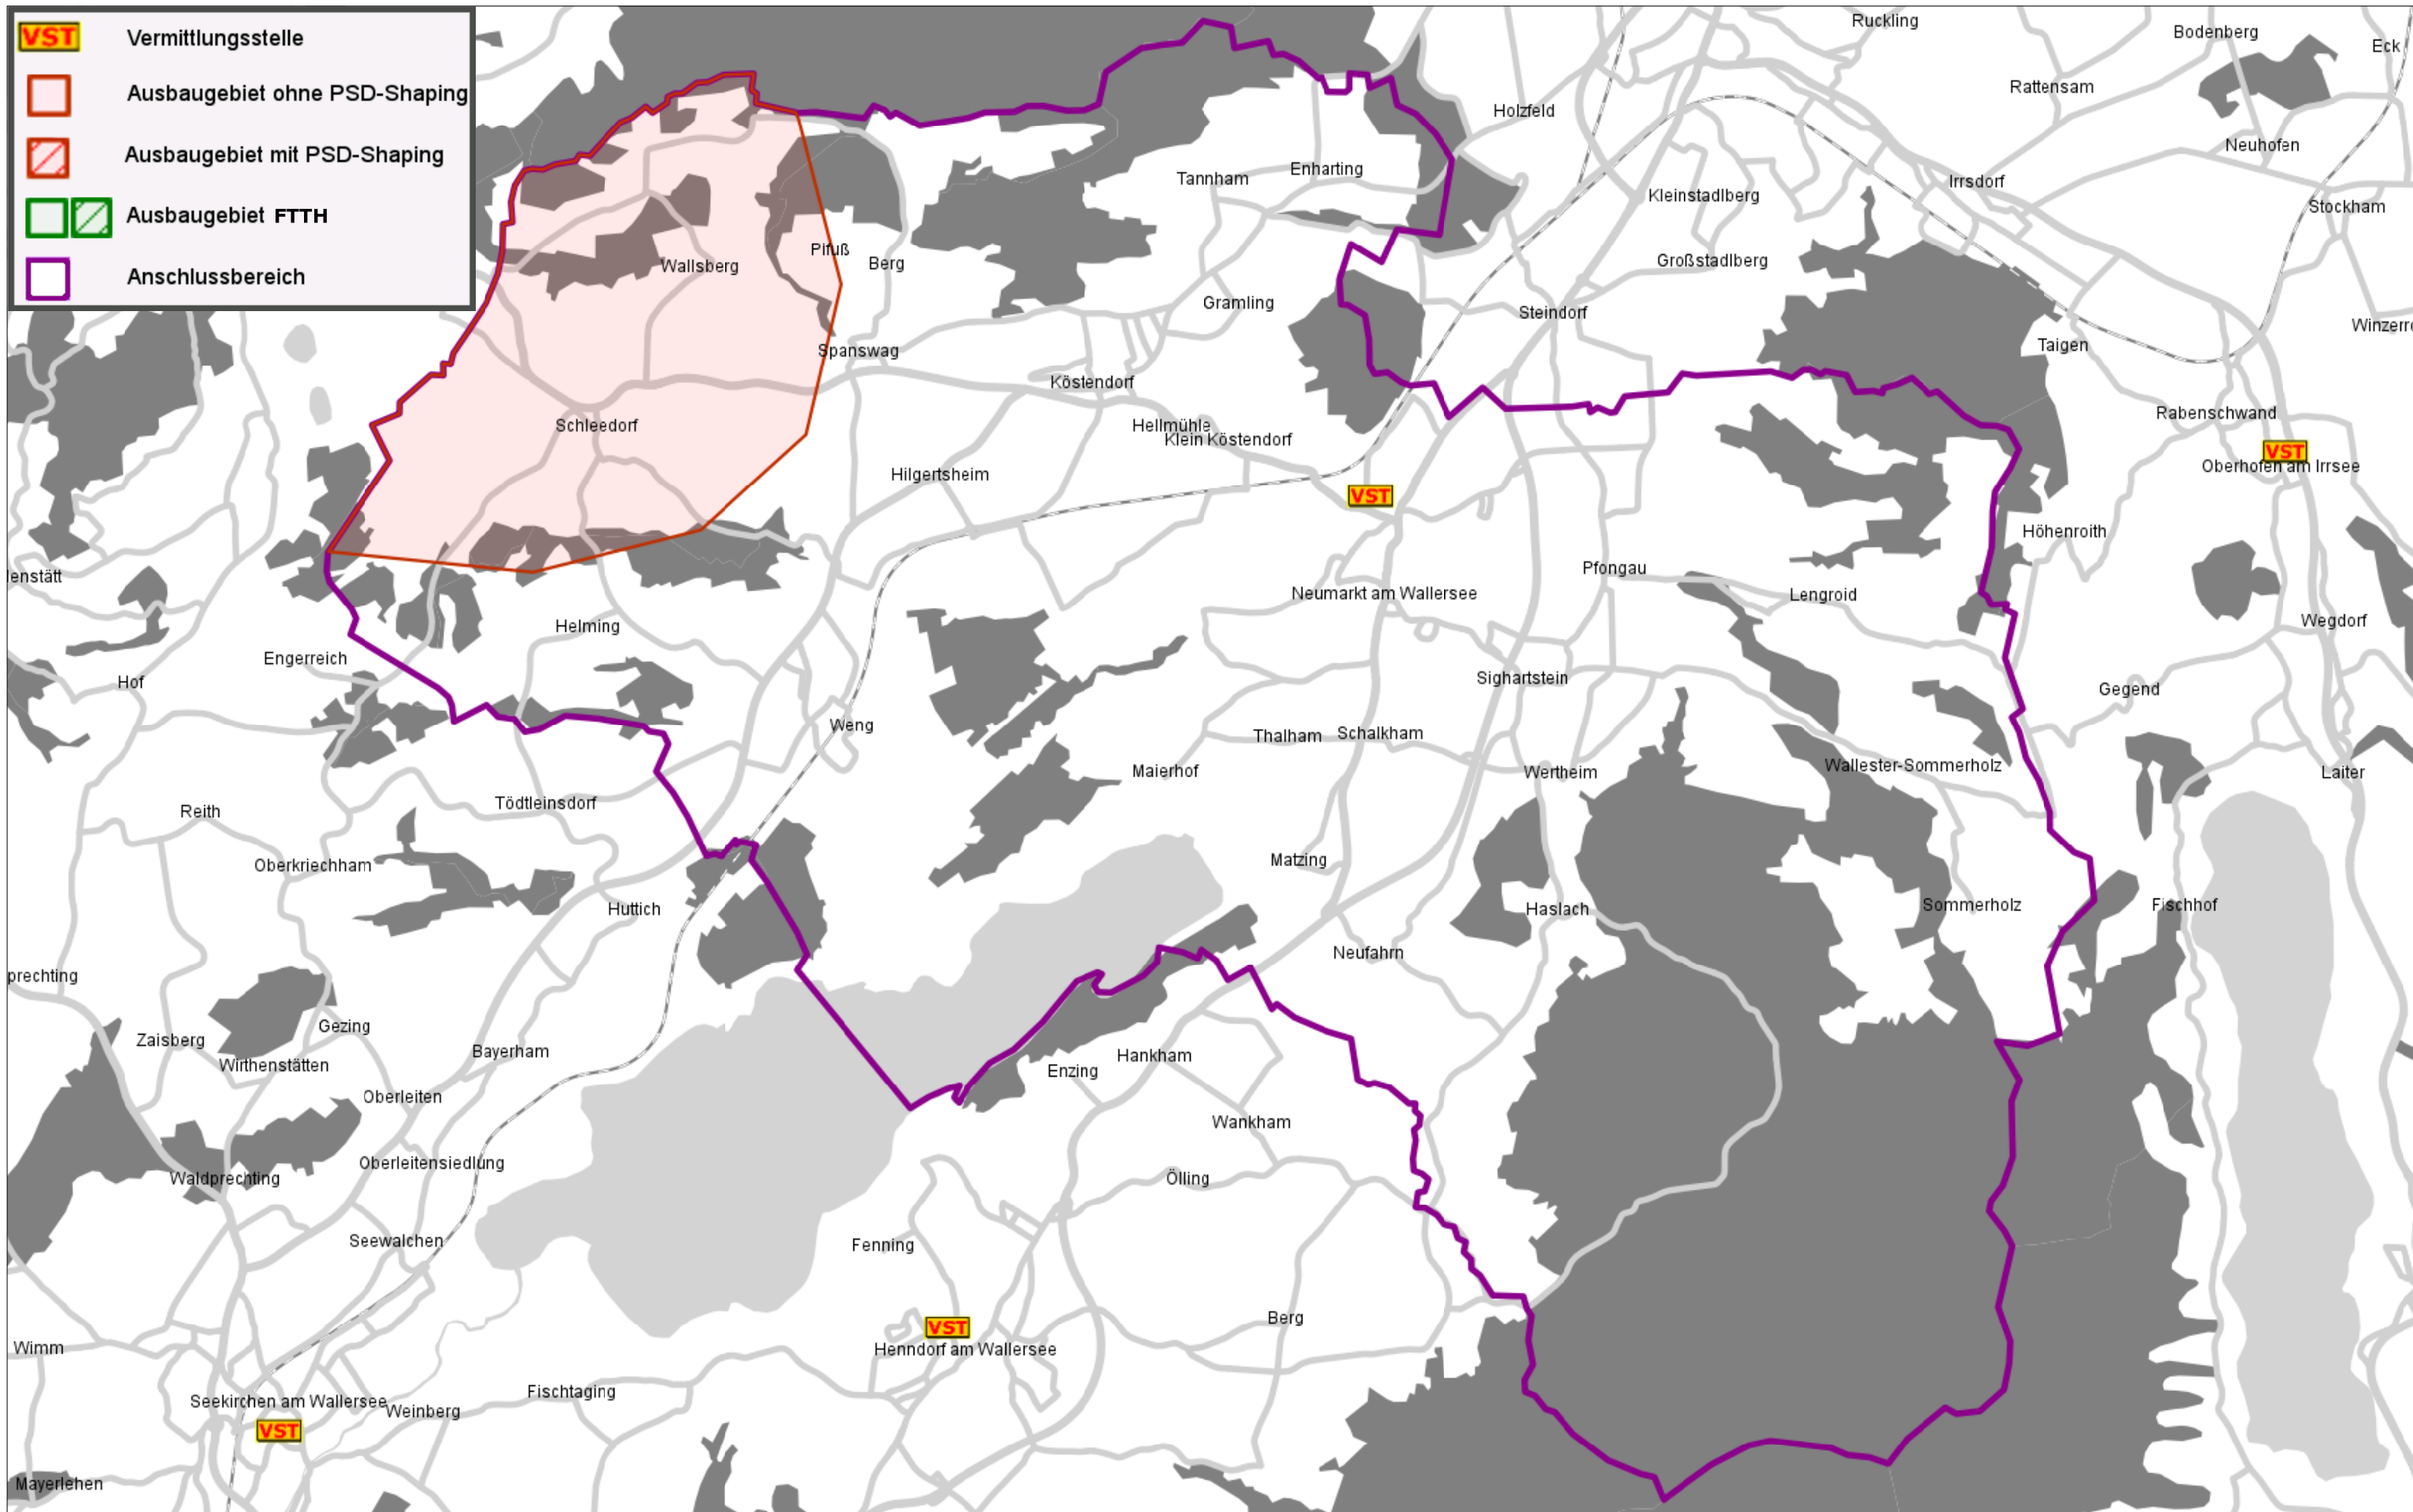 VST Vermittlungsstelle
Ausbaugebiet ohne PSD-Shaping
Ausbaugebiet mit PSD-Shaping
Ausbaugebiet FTTH
Anschlussbereich
Ruckling
Bodenberg
Eck
Rattensam
Holzfeld
Neuhofen
Enharting
Tannham
Irrsdorf
Kleinstadlberg
Stockham
Pifuß
Berg
Wallsberg
Großstadlberg
Gramling
Steindorf
Winzerr
Taigen
Spanswag
Köstendorf
Rabenschwand
Schleedorf
Hellmühle
Klein Köstendorf
VST
Oberhofen am Irrsee
Hilgertsheim
VST
Höhenroith
Pfongau
lenstätt
Neumarkt am Wallersee
Lengroid
Wegdorf
Helming
Engerreich
Hof
Sighartstein
Gegend
Weng
Thalham
Schalkham
Maierhof
Wertheim
Wallester-Sommerholz
Laiter
Tödtleinsdorf
Reith
Oberkriechham
Matzing
Huttich
Haslach
Sommerholz
Fischhof
Neufahrn
prechting
Gezing
Zaisberg
Bayerham
Hankham
Wirthenstätten
Enzing
Oberleiten
Wankham
Oberleitensiedlung
Waldprechting
Ölling
Seewalchen
Fenning
Berg
VST
Wimm
Henndorf am Wallersee
Fischtaging
Seekirchen am Wallersee
Weinberg
VST
Mayerlehen